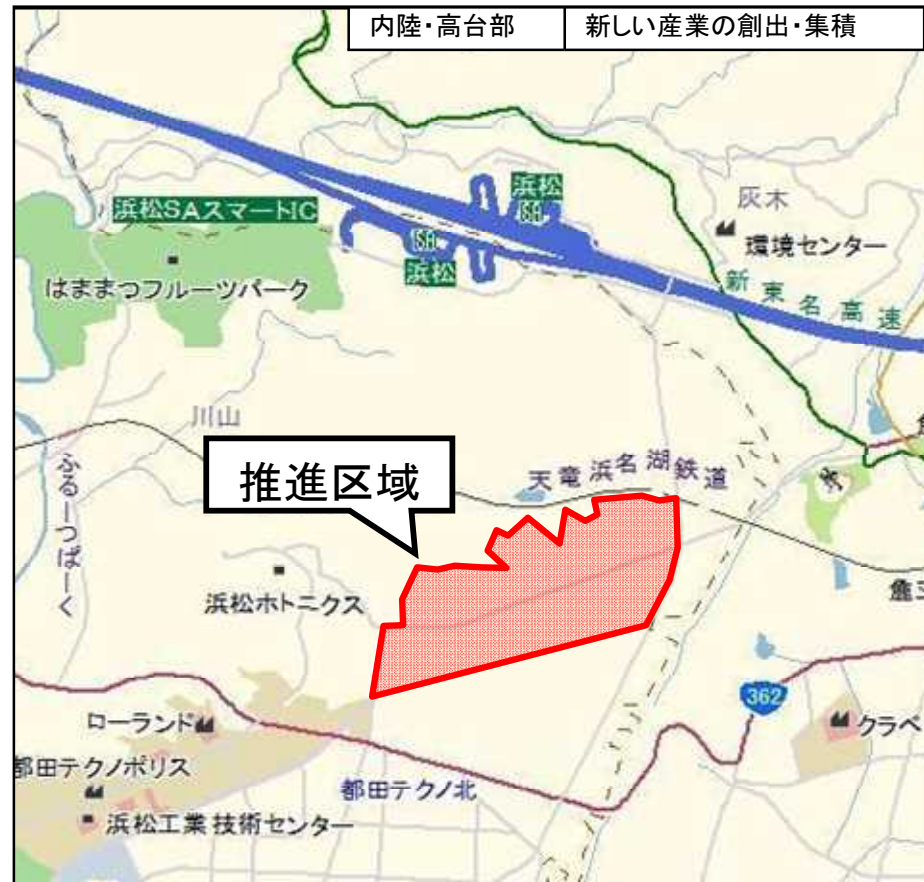 内陸・高台部
新しい産業の創出・集積
浜松
浜松SAスマートIC
SA
SA
浜松
灰木
環境センター
はままつフルーツパーク
新東名高速
川山
推進区域
天竜浜名湖鉄道
ふるーつぱーく
浜松ホトニクス
362
ローランド
クラベ
都田テクノポリス
都田テクノ北
浜松工業技術センター